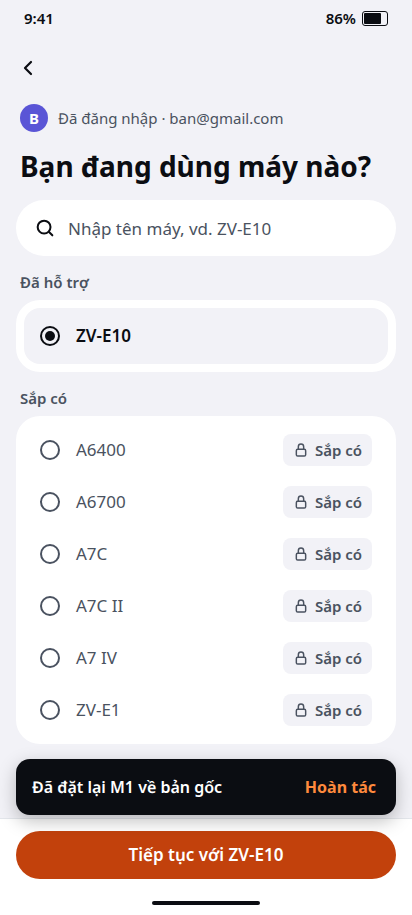 9:41
86%
B
Đã đăng nhập · ban@gmail.com
Bạn đang dùng máy nào?
Nhập tên máy, vd. ZV-E10
Đã hỗ trợ
ZV-E10
Sắp có
A6400 Sắp có
A6700 Sắp có
A7C Sắp có
A7C II Sắp có
A7 IV Sắp có
ZV-E1 Sắp có
Đã đặt lại M1 về bản gốc Hoàn tác
Tiếp tục với ZV-E10